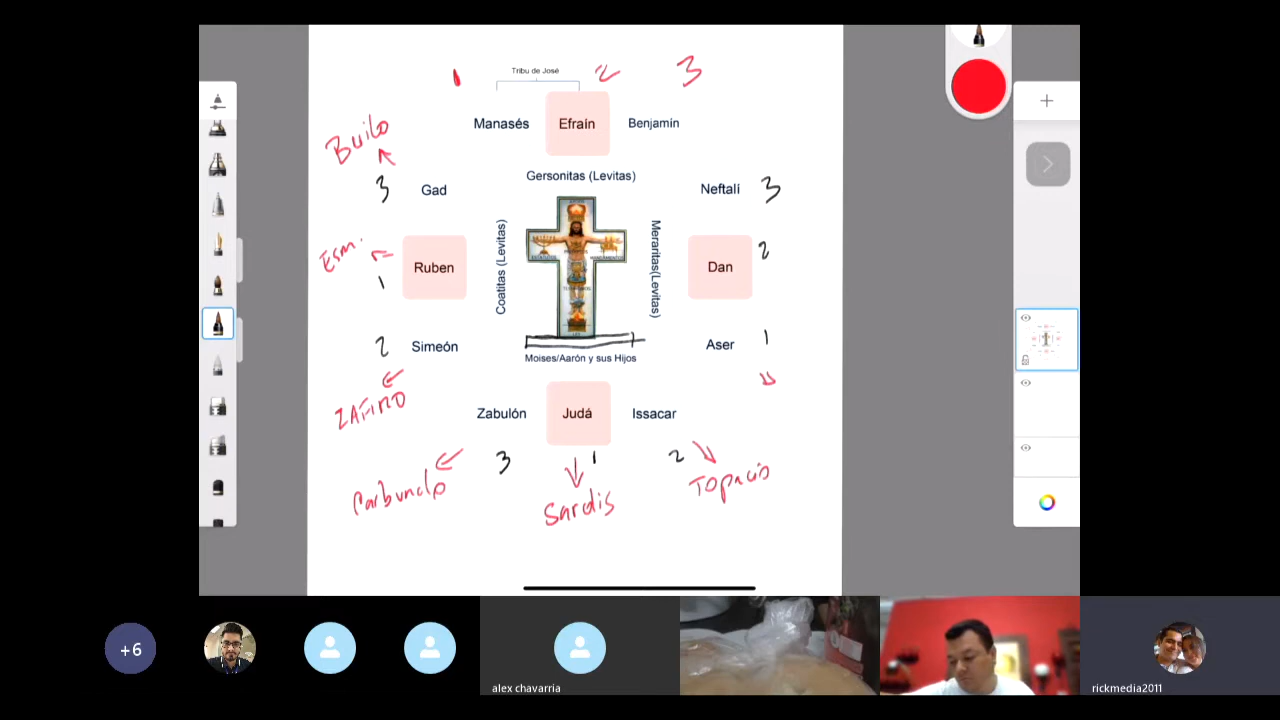 1 2 3
Tribu de José
Manasés Efraín Benjamín
Builo
Gersonitas (Levitas)
3 Gad Neftalí 3
Coatitas (Levitas)
Meraritas(Levitas)
Esm.
Ruben Dan 2
1
2 Simeón Aser 1
Moises/Aarón y sus Hijos
ZAFIRO
Zabulón Judá Issacar
3 1 2
Carbunclo Sardis Topacio
+6
alex chavarria
rickmedia2011